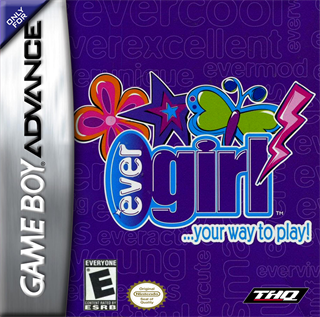 ONLY
FOR
GAME BOY ADVANCE
everexcellent
evermod
ever
girl
TM
...your way to play!
EVERYONE
E
CONTENT RATED BY
ESRB
Original
Nintendo
Seal of
Quality
THQ